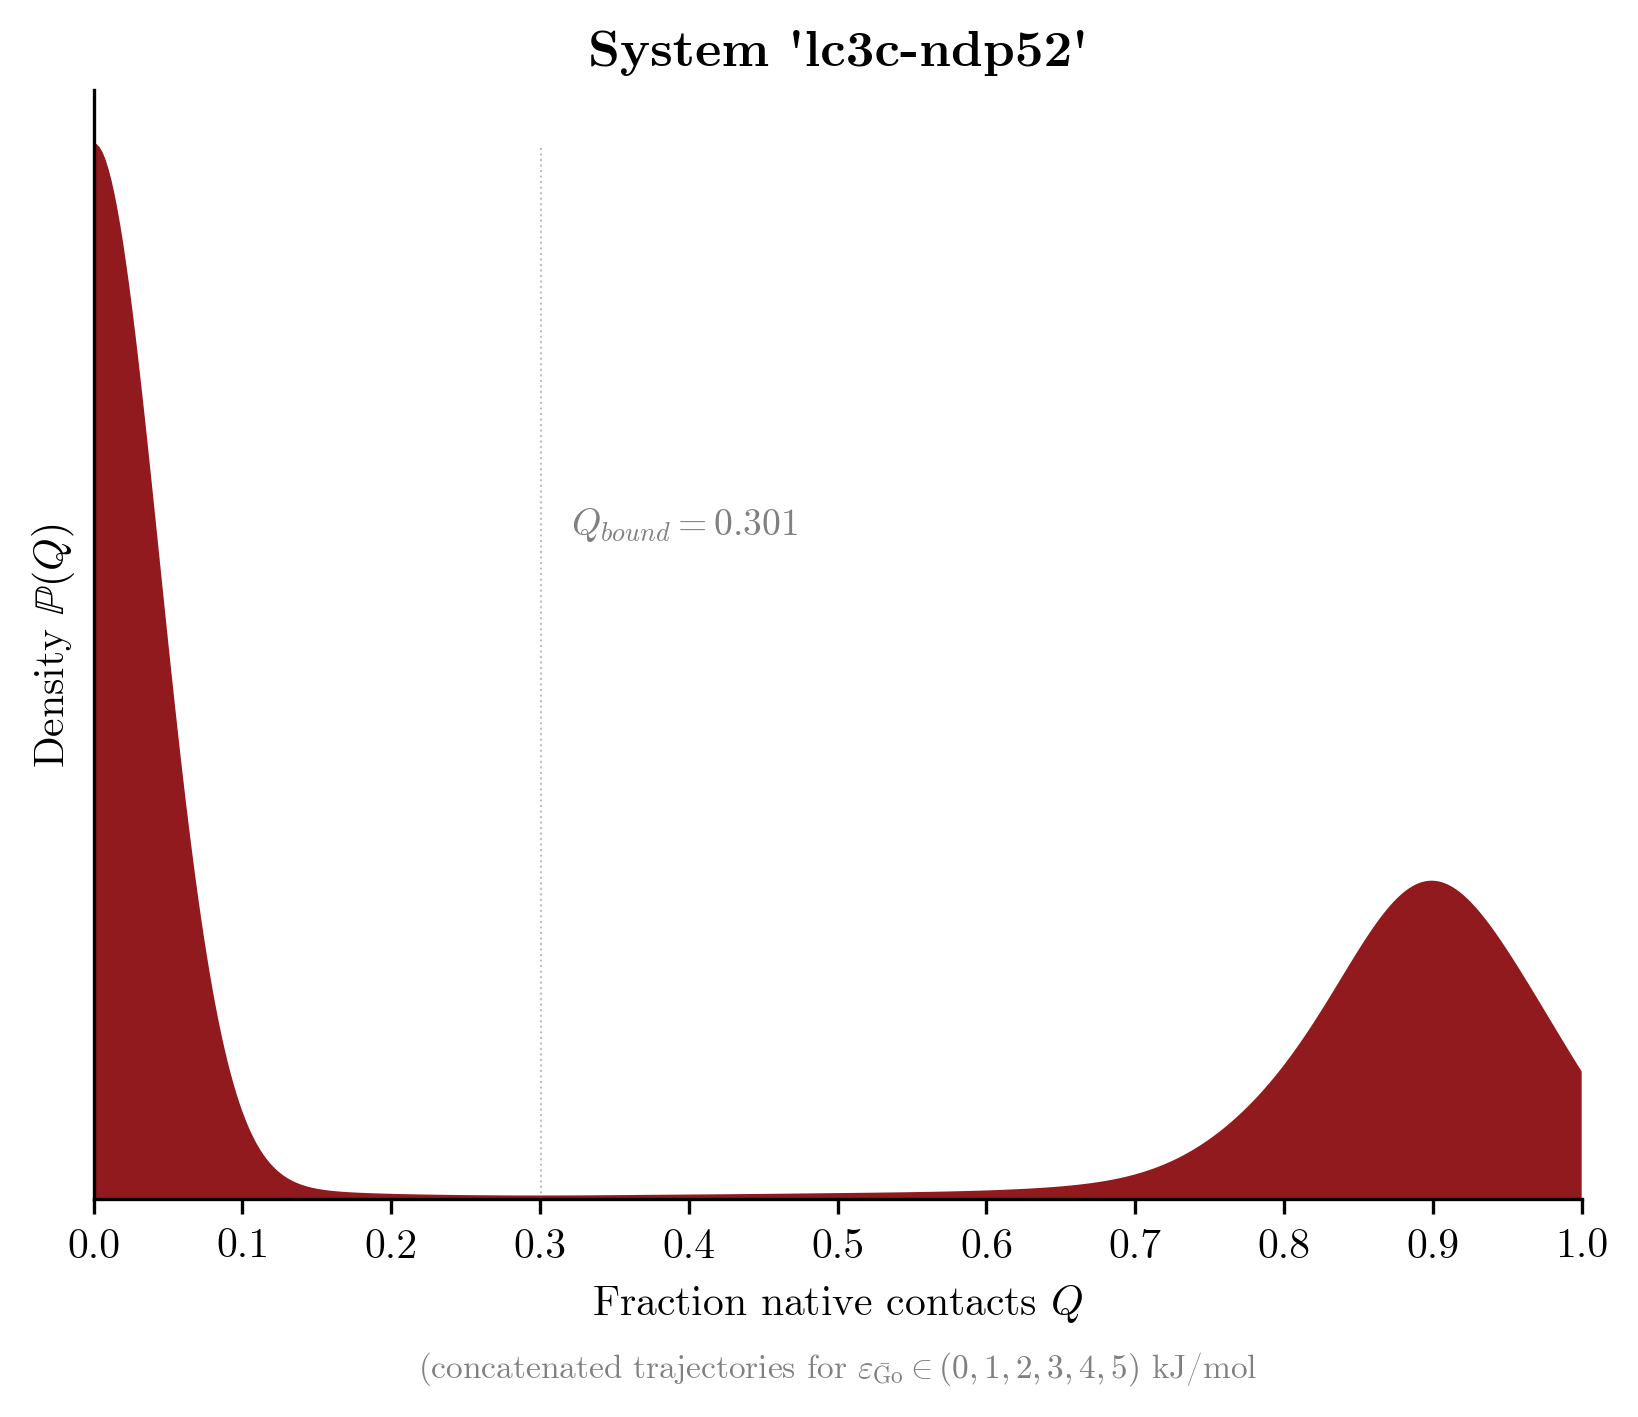 System 'lc3c-ndp52'
Density ℙ(Q)
Q_{bound} = 0.301
0.0 0.1 0.2 0.3 0.4 0.5 0.6 0.7 0.8 0.9 1.0
Fraction native contacts Q
(concatenated trajectories for ε_{Ḡo} ∈ (0, 1, 2, 3, 4, 5) kJ/mol